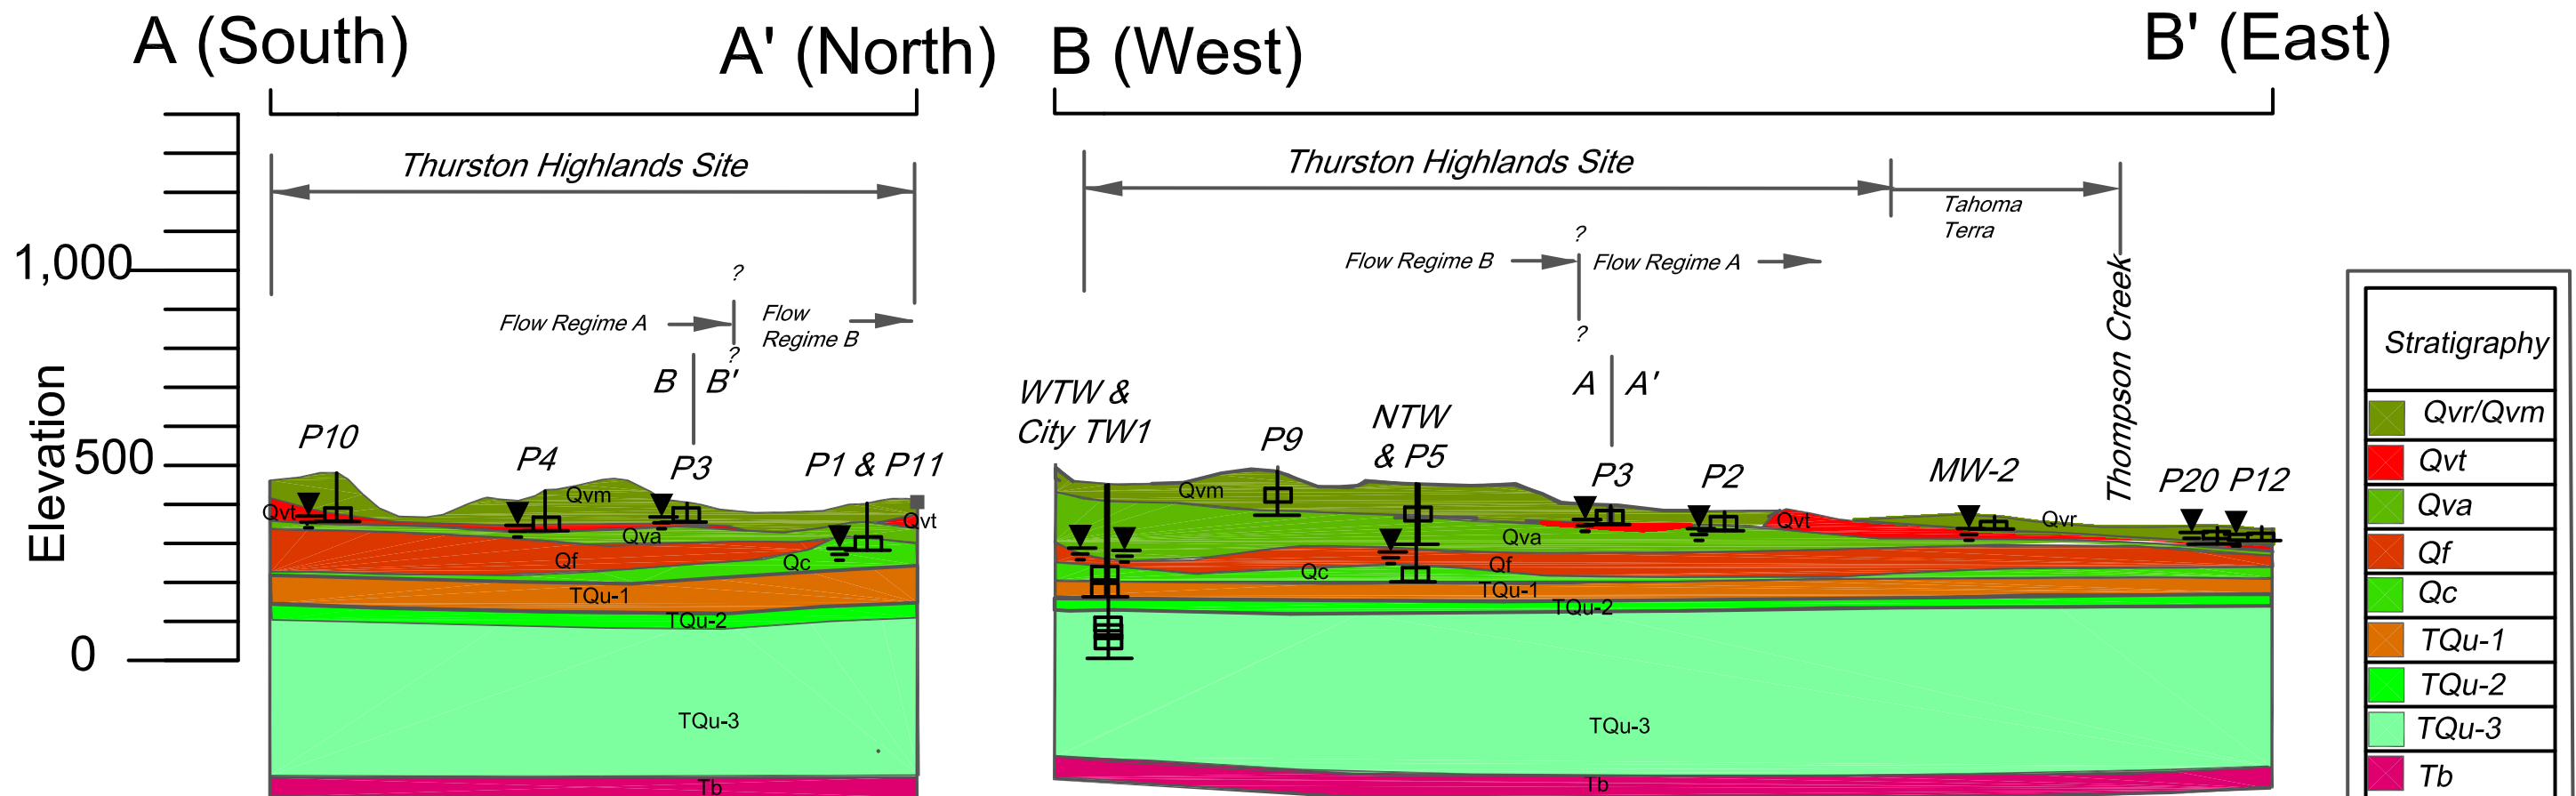 A (South)
A' (North)
B (West)
B' (East)
Thurston Highlands Site
Thurston Highlands Site
Tahoma
Terra
Elevation
1,000
500
0
?
Flow Regime A
Flow
Regime B
?
B
B'
P10
P4
P3
P1 & P11
Qvt
Qvm
Qva
Qvt
Qf
Qc
TQu-1
TQu-2
TQu-3
Tb
?
Flow Regime B
Flow Regime A
?
A
A'
Thompson Creek
WTW &
City TW1
P9
NTW
& P5
P3
P2
MW-2
P20
P12
Qvm
Qvt
Qvr
Qva
Qf
Qc
TQu-1
TQu-2
TQu-3
Tb
Stratigraphy
Qvr/Qvm
Qvt
Qva
Qf
Qc
TQu-1
TQu-2
TQu-3
Tb